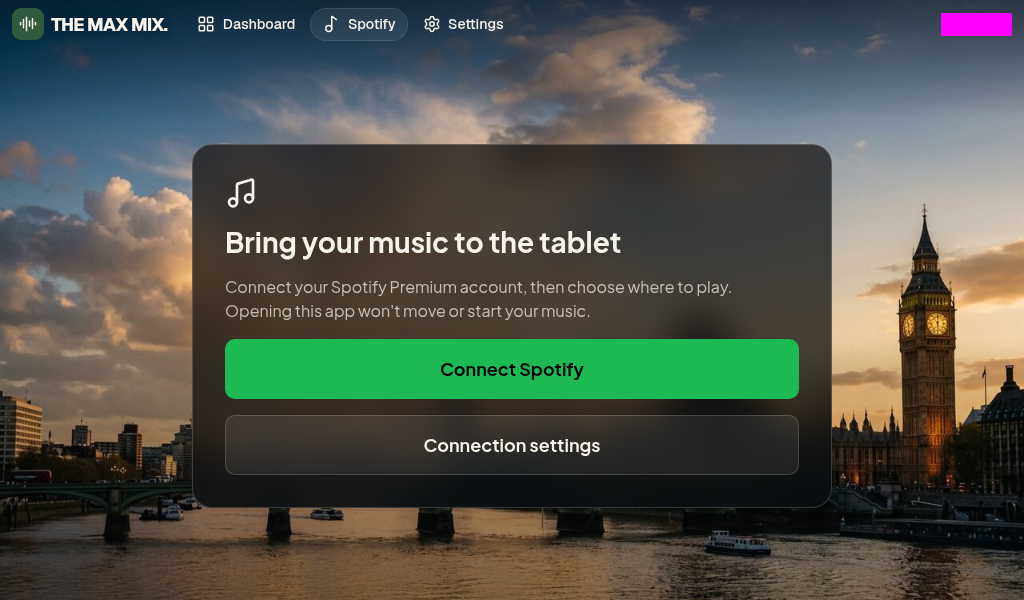 THE MAX MIX.
Dashboard
Spotify
Settings
Bring your music to the tablet
Connect your Spotify Premium account, then choose where to play.
Opening this app won't move or start your music.
Connect Spotify
Connection settings